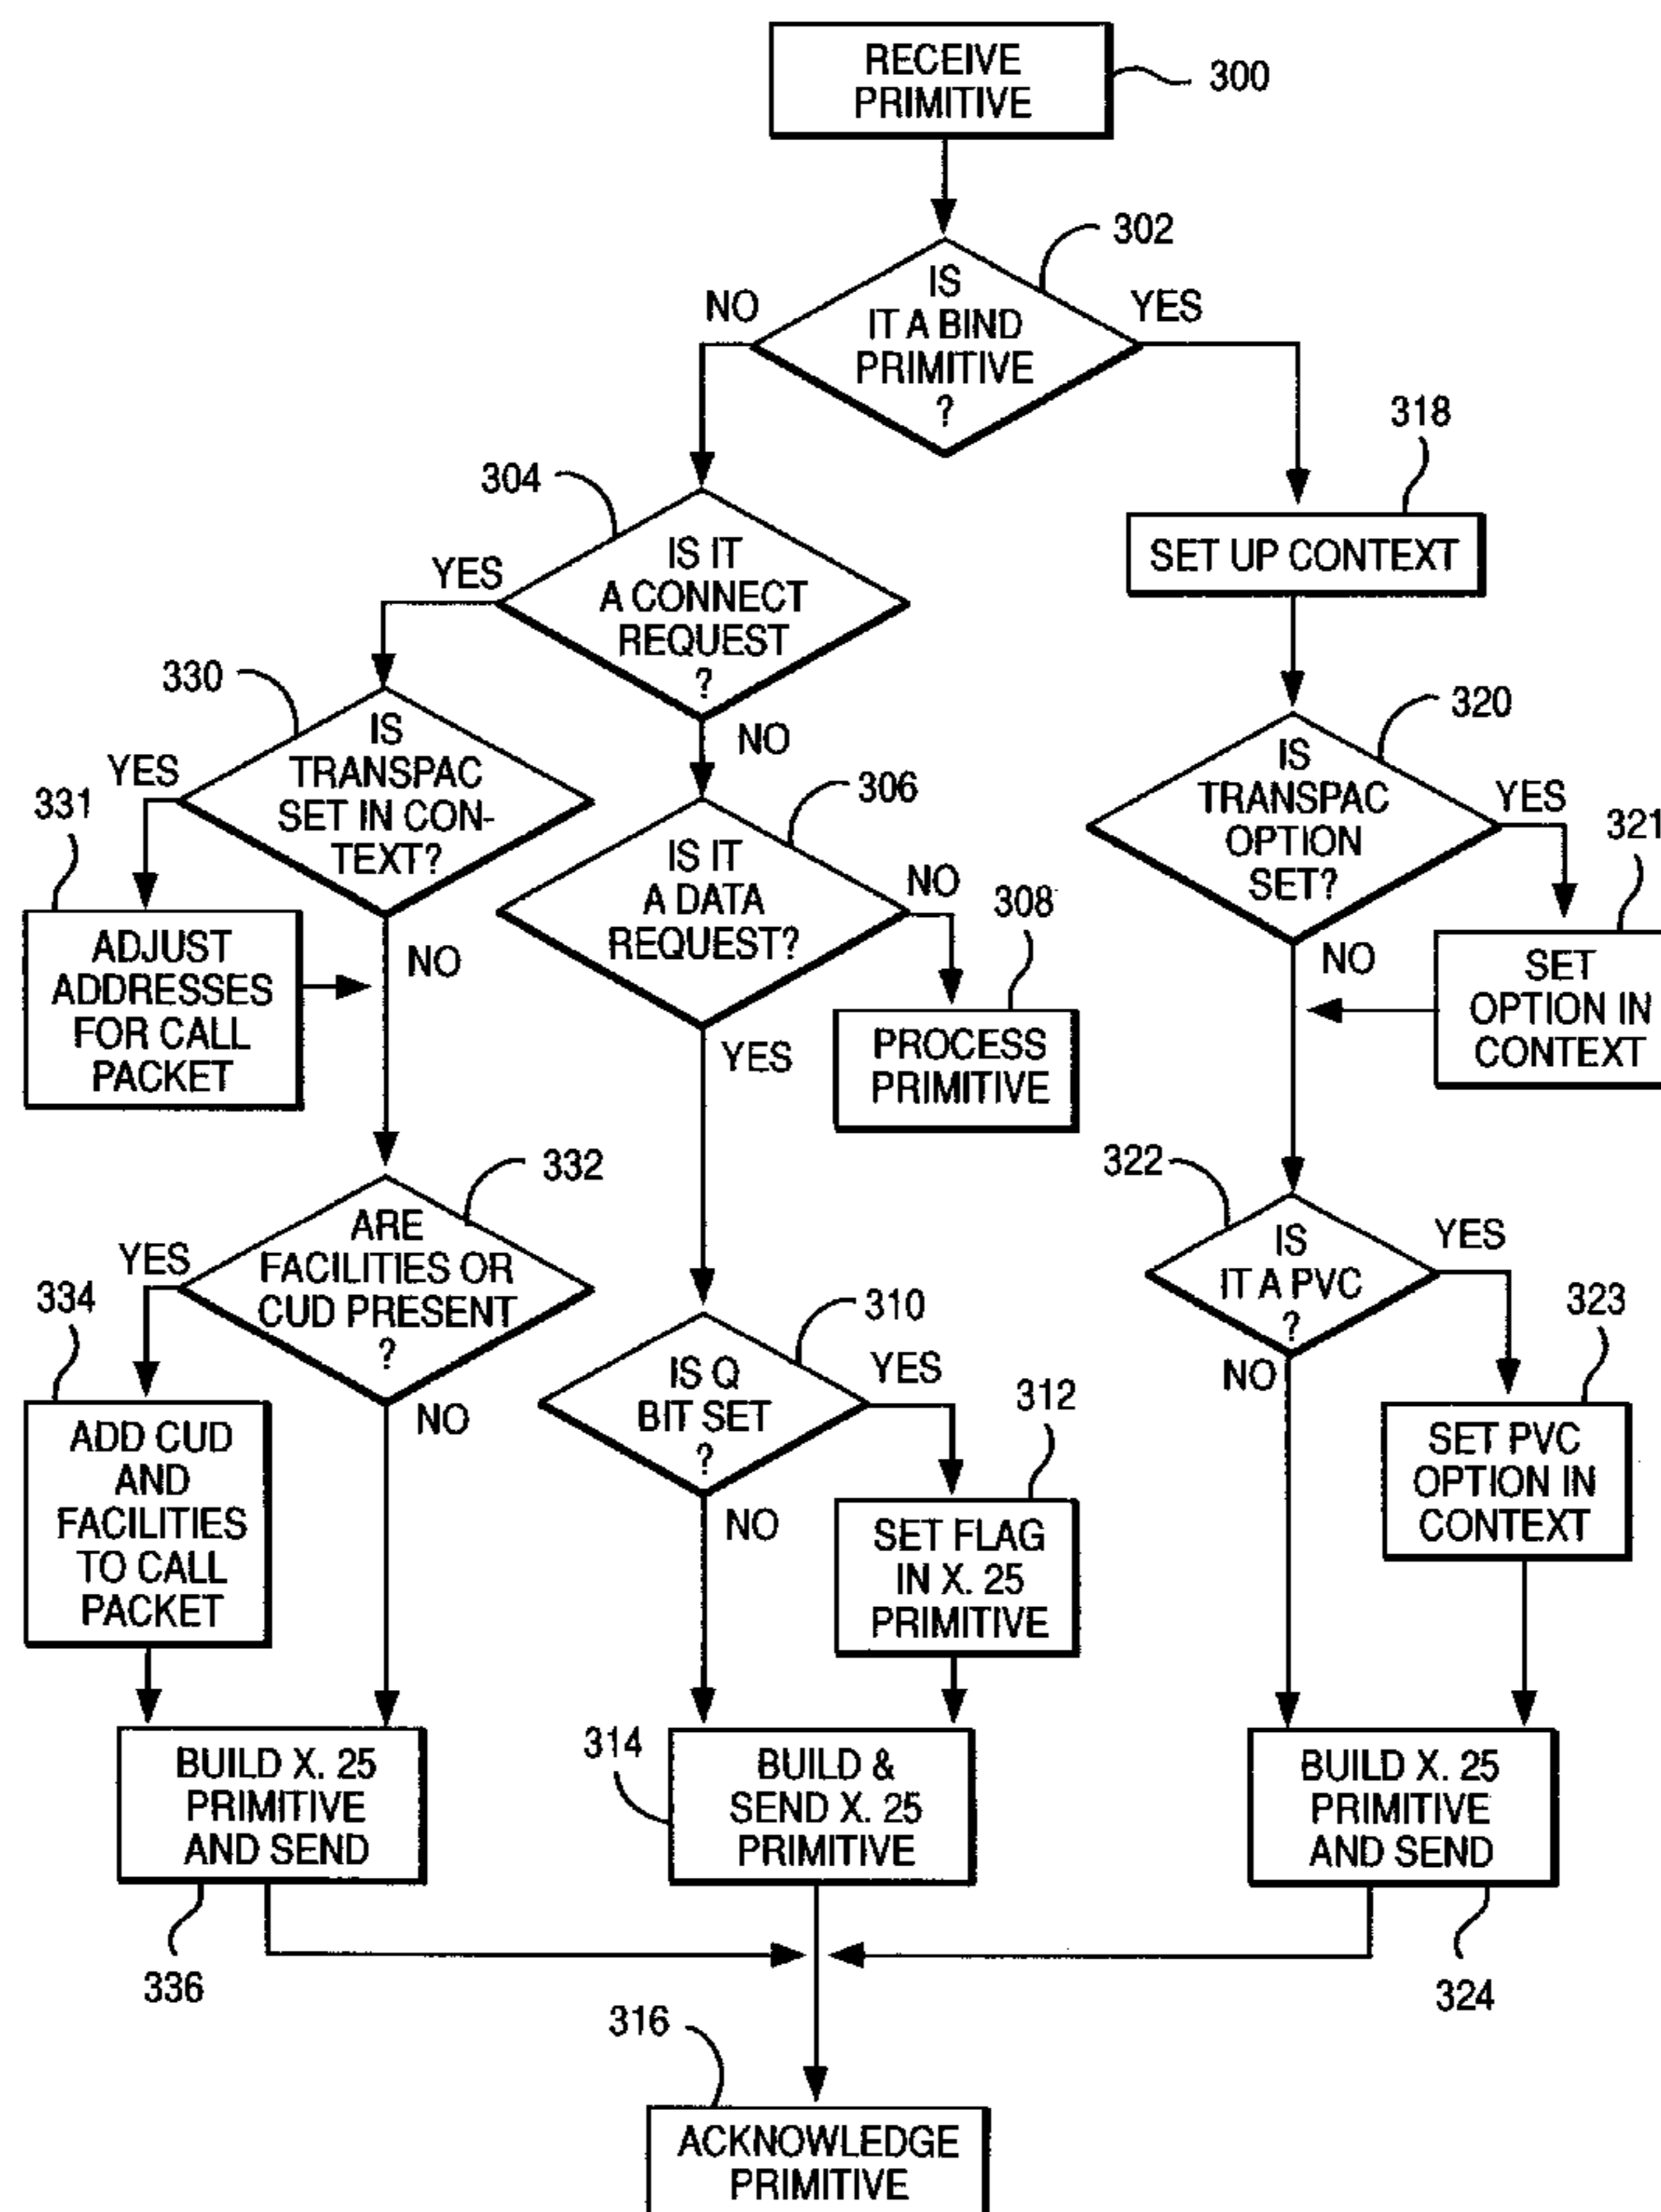 RECEIVE
PRIMITIVE
300
302
IS
IT A BIND
PRIMITIVE
?
NO
YES
318
SET UP CONTEXT
304
IS IT
A CONNECT
REQUEST
?
YES
NO
330
IS
TRANSPAC
SET IN CON-
TEXT?
YES
NO
331
ADJUST
ADDRESSES
FOR CALL
PACKET
306
IS IT
A DATA
REQUEST?
NO
YES
308
PROCESS
PRIMITIVE
320
IS
TRANSPAC
OPTION
SET?
YES
NO
321
SET
OPTION IN
CONTEXT
332
ARE
FACILITIES OR
CUD PRESENT
?
YES
NO
334
ADD CUD
AND
FACILITIES
TO CALL
PACKET
310
IS Q
BIT SET
?
YES
NO
312
SET FLAG
IN X. 25
PRIMITIVE
322
IS
IT A PVC
?
YES
NO
323
SET PVC
OPTION IN
CONTEXT
BUILD X. 25
PRIMITIVE
AND SEND
336
314
BUILD &
SEND X. 25
PRIMITIVE
BUILD X. 25
PRIMITIVE
AND SEND
324
316
ACKNOWLEDGE
PRIMITIVE